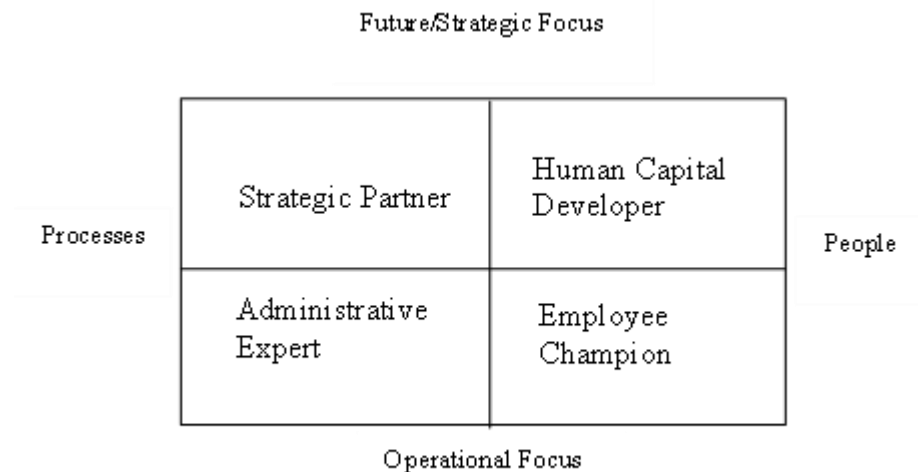 Future/Strategic Focus
Strategic Partner
Human Capital
Developer
Processes
People
Administrative
Expert
Employee
Champion
Operational Focus